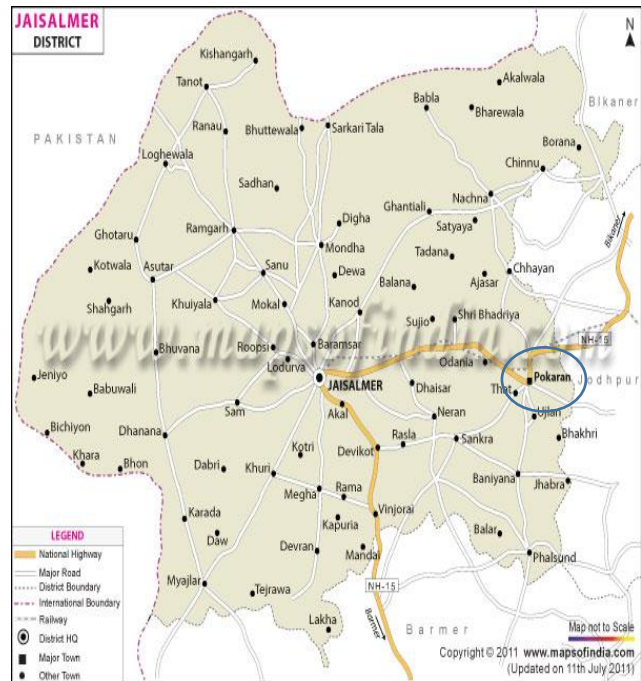 JAISALMER
DISTRICT
N
Kishangarh
Tanot
Akalwala
Babla
Bharewala
Bikaner
PAKISTAN
Ranau
Bhuttewala
Sarkari Tala
Borana
Loghewala
Chinnu
Sadhan
Nachna
Ghantiali
Satyaya
Digha
Ramgarh
Ghotaru
Mondha
Tadana
Bikaner
Kotwala
Asutar
Sanu
Dewa
Chhayan
Ajasar
Balana
Shahgarh
Khuiyala
Mokal
Kanod
Sujio
Shri Bhadriya
www.mapsofindia.com
Bhuvana
Roopsi
Baramsar
NH-15
Lodurva
Odania
Jeniyo
JAISALMER
Pokaran
Jodhpur
Babuwali
Dhaisar
That
Sam
Akal
Neran
Ujlan
Bichiyon
Dhanana
Kotri
Devikot
Rasla
Sankra
Bhakhri
Khara
Bhon
Dabri
Khuri
Baniyana
Jhabra
Megha
Rama
Karada
Kapuria
Vinjorai
Daw
Balar
Devran
Mandai
Phalsund
Myajlar
Tejrawa
NH-15
Lakha
Barmer
Barmer
LEGEND
National Highway
Major Road
District Boundary
International Boundary
Railway
District HQ
Major Town
Other Town
Map not to Scale
Copyright © 2011 www.mapsofindia.com
(Updated on 11th July 2011)